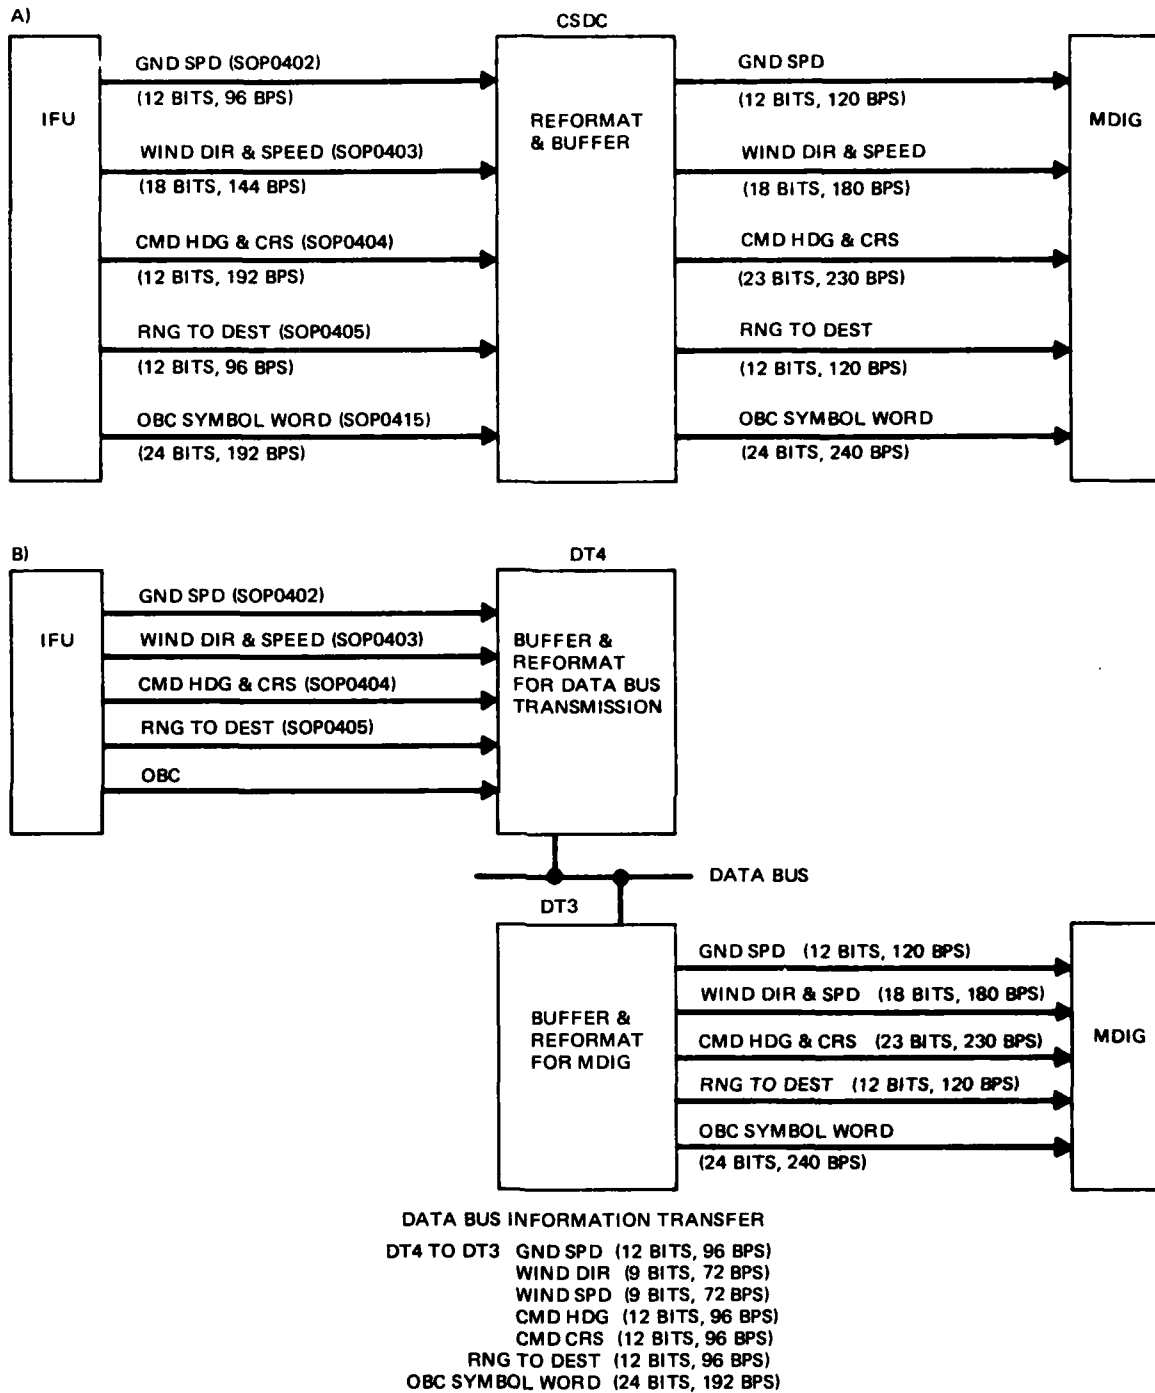 A)
CSDC
IFU
GND SPD (SOP0402)
(12 BITS, 96 BPS)
WIND DIR & SPEED (SOP0403)
(18 BITS, 144 BPS)
CMD HDG & CRS (SOP0404)
(12 BITS, 192 BPS)
RNG TO DEST (SOP0405)
(12 BITS, 96 BPS)
OBC SYMBOL WORD (SOP0415)
(24 BITS, 192 BPS)
REFORMAT
& BUFFER
GND SPD
(12 BITS, 120 BPS)
WIND DIR & SPEED
(18 BITS, 180 BPS)
CMD HDG & CRS
(23 BITS, 230 BPS)
RNG TO DEST
(12 BITS, 120 BPS)
OBC SYMBOL WORD
(24 BITS, 240 BPS)
MDIG
B)
DT4
IFU
GND SPD (SOP0402)
WIND DIR & SPEED (SOP0403)
CMD HDG & CRS (SOP0404)
RNG TO DEST (SOP0405)
OBC
BUFFER &
REFORMAT
FOR DATA BUS
TRANSMISSION
DATA BUS
DT3
BUFFER &
REFORMAT
FOR MDIG
GND SPD (12 BITS, 120 BPS)
WIND DIR & SPD (18 BITS, 180 BPS)
CMD HDG & CRS (23 BITS, 230 BPS)
RNG TO DEST (12 BITS, 120 BPS)
OBC SYMBOL WORD
(24 BITS, 240 BPS)
MDIG
DATA BUS INFORMATION TRANSFER
DT4 TO DT3 GND SPD (12 BITS, 96 BPS)
WIND DIR (9 BITS, 72 BPS)
WIND SPD (9 BITS, 72 BPS)
CMD HDG (12 BITS, 96 BPS)
CMD CRS (12 BITS, 96 BPS)
RNG TO DEST (12 BITS, 96 BPS)
OBC SYMBOL WORD (24 BITS, 192 BPS)